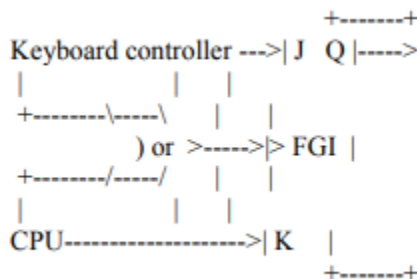 +-------+
Keyboard controller --->| J Q |----->
| | |
+--------\-----\ | |
) or >----->|> FGI |
+--------/-----/ | |
| | |
CPU-------------------->| K |
+-------+